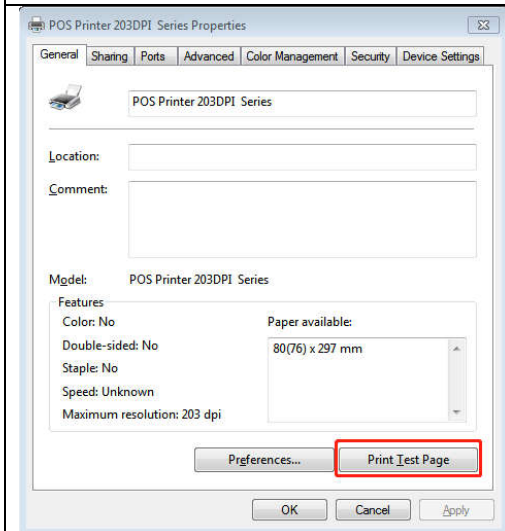 POS Printer 203DPI  Series Properties
General Sharing Ports Advanced Color Management Security Device Settings
POS Printer 203DPI  Series
Location:
Comment:
Model: POS Printer 203DPI  Series
Features
Color: No
Paper available:
Double-sided: No
80(76) x 297 mm
Staple: No
Speed: Unknown
Maximum resolution: 203 dpi
Preferences... Print Test Page
OK Cancel Apply